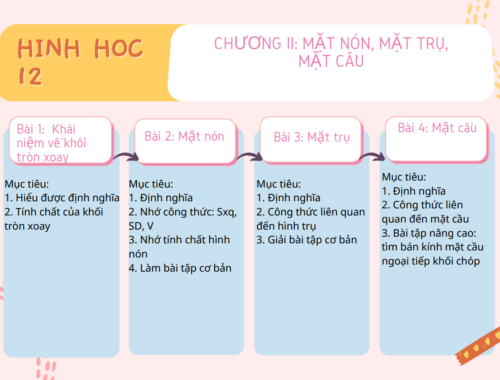 HINH HOC
12
CHƯƠNG II: MẶT NÓN, MẶT TRỤ,
MẶT CẦU
Bài 1: Khái
niệm về khối
tròn xoay
Mục tiêu:
1. Hiểu được định nghĩa
2. Tính chất của khối
tròn xoay
Bài 2: Mặt nón
Mục tiêu:
1. Định nghĩa
2. Nhớ công thức: Sxq,
SD, V
3. Nhớ tính chất hình
nón
4. Làm bài tập cơ bản
Bài 3: Mặt trụ
Mục tiêu:
1. Định nghĩa
2. Công thức liên quan
đến hình trụ
3. Giải bài tập cơ bản
Bài 4: Mặt cầu
Mục tiêu:
1. Định nghĩa
2. Công thức liên
quan đến mặt cầu
3. Bài tập nâng cao:
tìm bán kính mặt cầu
ngoại tiếp khối chóp